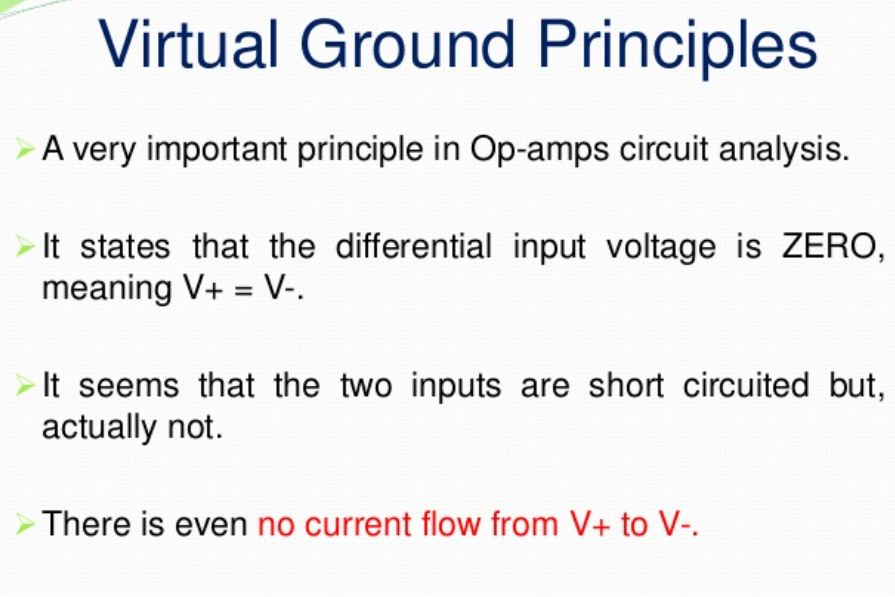 Virtual Ground Principles
➢A very important principle in Op-amps circuit analysis.
➢It states that the differential input voltage is ZERO,
meaning V+ = V-.
➢It seems that the two inputs are short circuited but,
actually not.
➢There is even no current flow from V+ to V-.